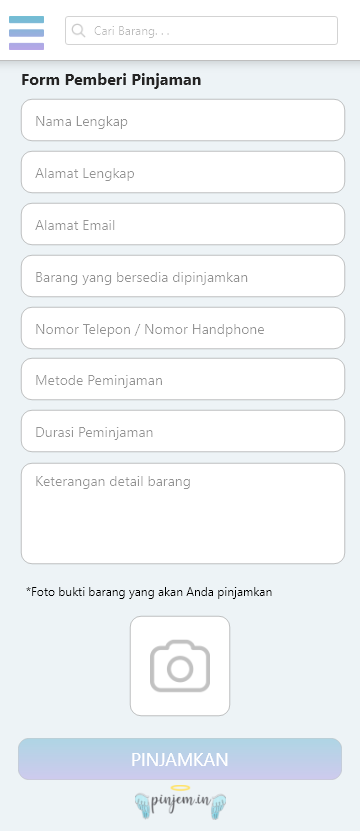 Cari Barang. . .
Form Pemberi Pinjaman
Nama Lengkap
Alamat Lengkap
Alamat Email
Barang yang bersedia dipinjamkan
Nomor Telepon / Nomor Handphone
Metode Peminjaman
Durasi Peminjaman
Keterangan detail barang
*Foto bukti barang yang akan Anda pinjamkan
PINJAMKAN
pinjem.in